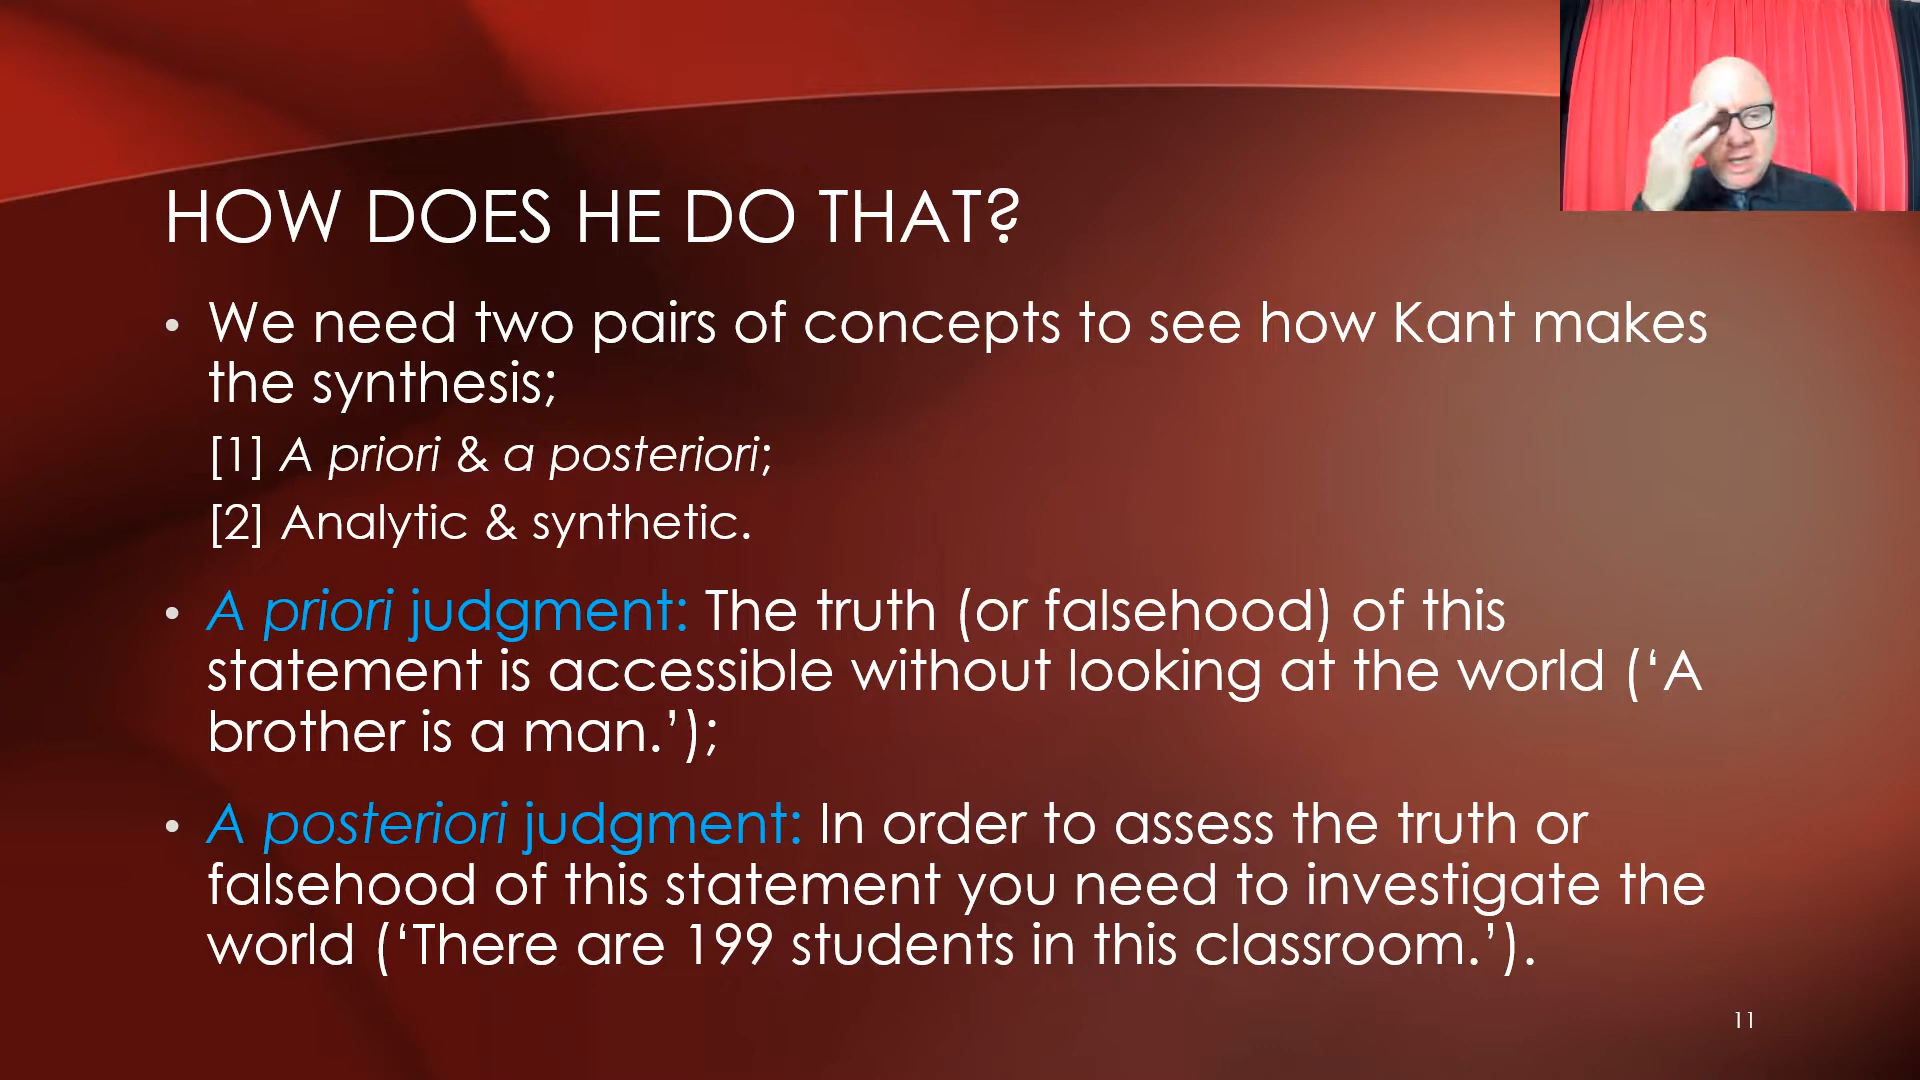 HOW DOES HE DO THAT?
• We need two pairs of concepts to see how Kant makes
the synthesis;
[1] A priori & a posteriori;
[2] Analytic & synthetic.
• A priori judgment: The truth (or falsehood) of this
statement is accessible without looking at the world (‘A
brother is a man.’);
• A posteriori judgment: In order to assess the truth or
falsehood of this statement you need to investigate the
world (‘There are 199 students in this classroom.’).
11